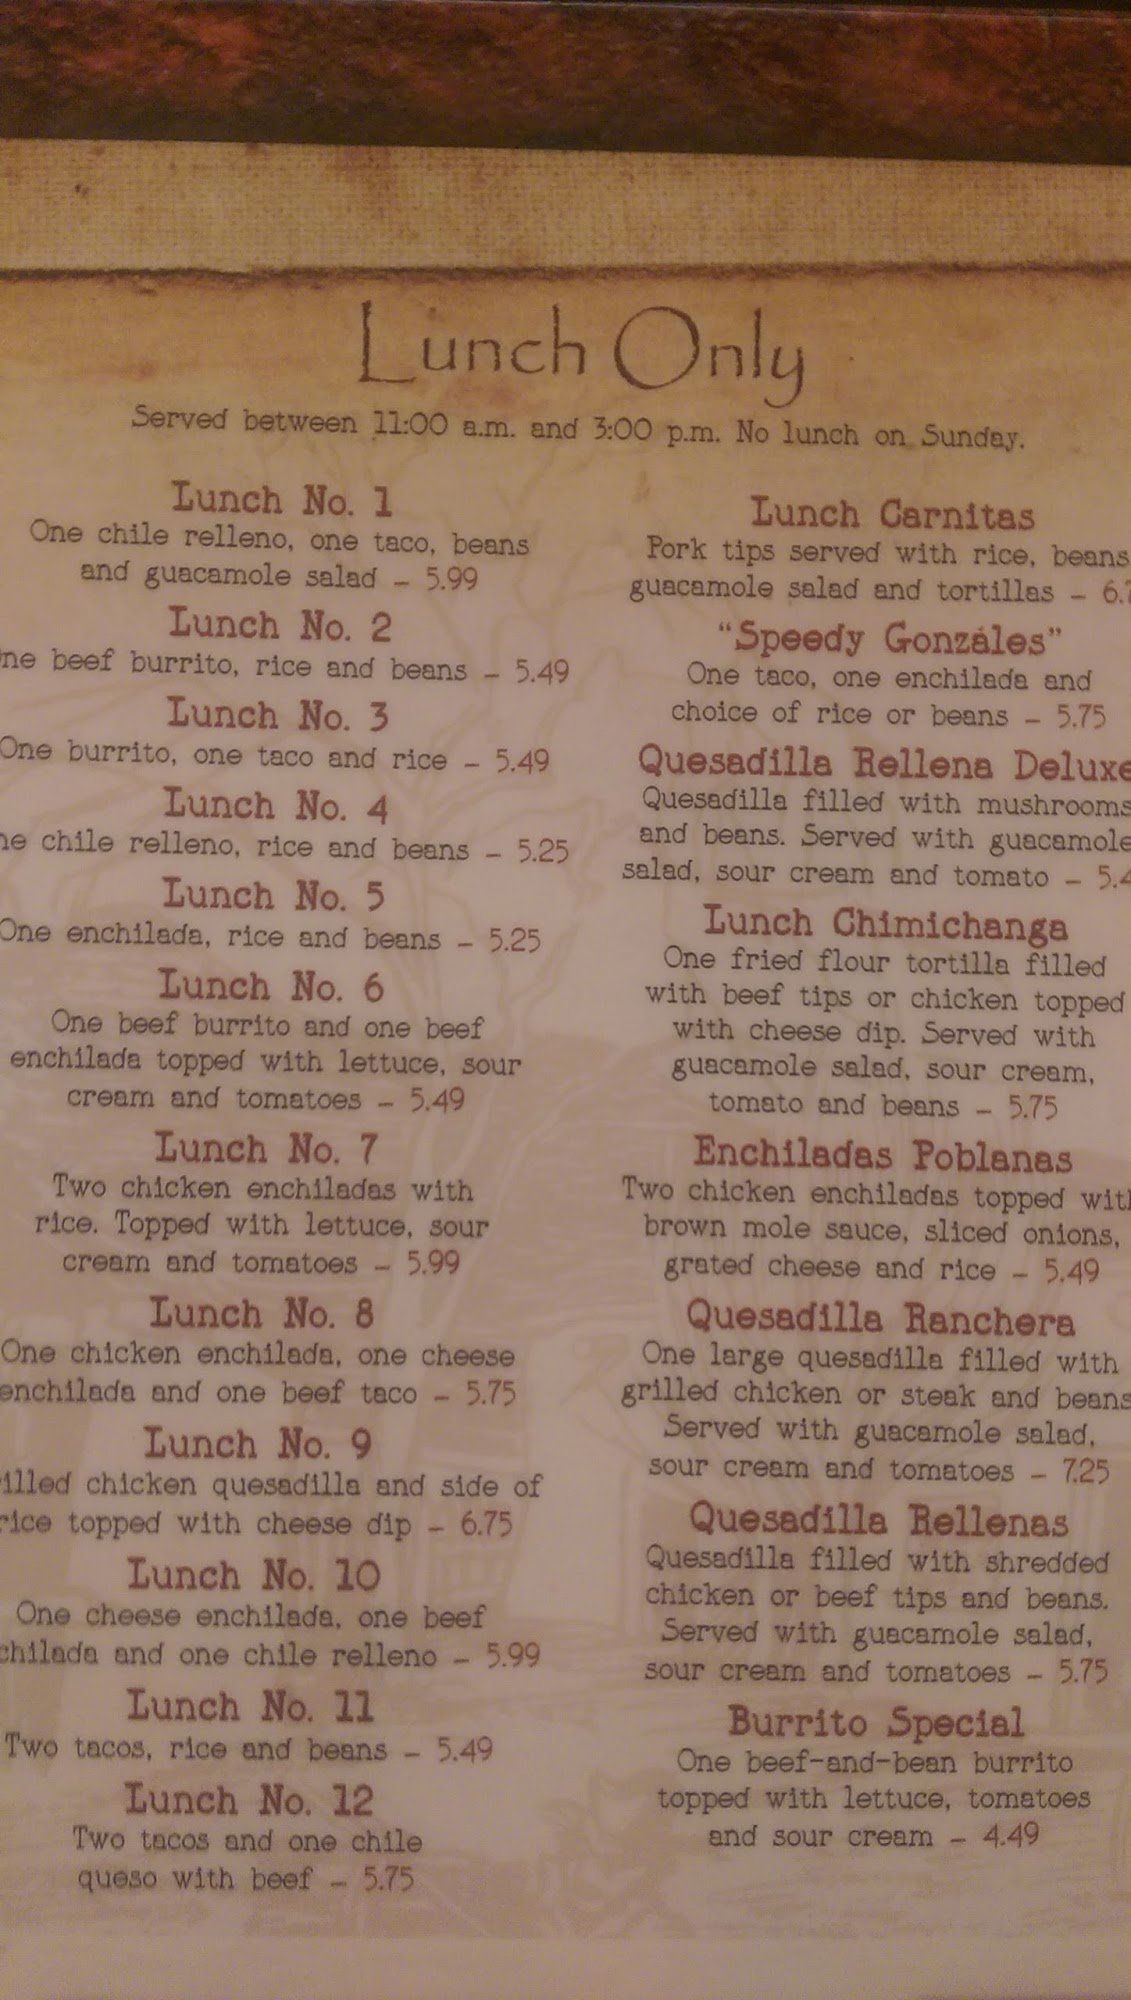 Lunch Only
Served between 11:00 a.m. and 3:00 p.m. No lunch on Sunday.
Lunch No. 1
One chile relleno, one taco, beans
and guacamole salad – 5.99
Lunch No. 2
ne beef burrito, rice and beans – 5.49
Lunch No. 3
One burrito, one taco and rice – 5.49
Lunch No. 4
ne chile relleno, rice and beans – 5.25
Lunch No. 5
One enchilada, rice and beans – 5.25
Lunch No. 6
One beef burrito and one beef
enchilada topped with lettuce, sour
cream and tomatoes – 5.49
Lunch No. 7
Two chicken enchiladas with
rice. Topped with lettuce, sour
cream and tomatoes – 5.99
Lunch No. 8
One chicken enchilada, one cheese
enchilada and one beef taco – 5.75
Lunch No. 9
illed chicken quesadilla and side of
rice topped with cheese dip – 6.75
Lunch No. 10
One cheese enchilada, one beef
chilada and one chile relleno – 5.99
Lunch No. 11
Two tacos, rice and beans – 5.49
Lunch No. 12
Two tacos and one chile
queso with beef – 5.75
Lunch Carnitas
Pork tips served with rice, beans
guacamole salad and tortillas – 6.7
"Speedy Gonzáles"
One taco, one enchilada and
choice of rice or beans – 5.75
Quesadilla Rellena Deluxe
Quesadilla filled with mushrooms
and beans. Served with guacamole
salad, sour cream and tomato – 5.4
Lunch Chimichanga
One fried flour tortilla filled
with beef tips or chicken topped
with cheese dip. Served with
guacamole salad, sour cream,
tomato and beans – 5.75
Enchiladas Poblanas
Two chicken enchiladas topped with
brown mole sauce, sliced onions,
grated cheese and rice – 5.49
Quesadilla Ranchera
One large quesadilla filled with
grilled chicken or steak and beans
Served with guacamole salad,
sour cream and tomatoes – 7.25
Quesadilla Rellenas
Quesadilla filled with shredded
chicken or beef tips and beans.
Served with guacamole salad,
sour cream and tomatoes – 5.75
Burrito Special
One beef-and-bean burrito
topped with lettuce, tomatoes
and sour cream – 4.49